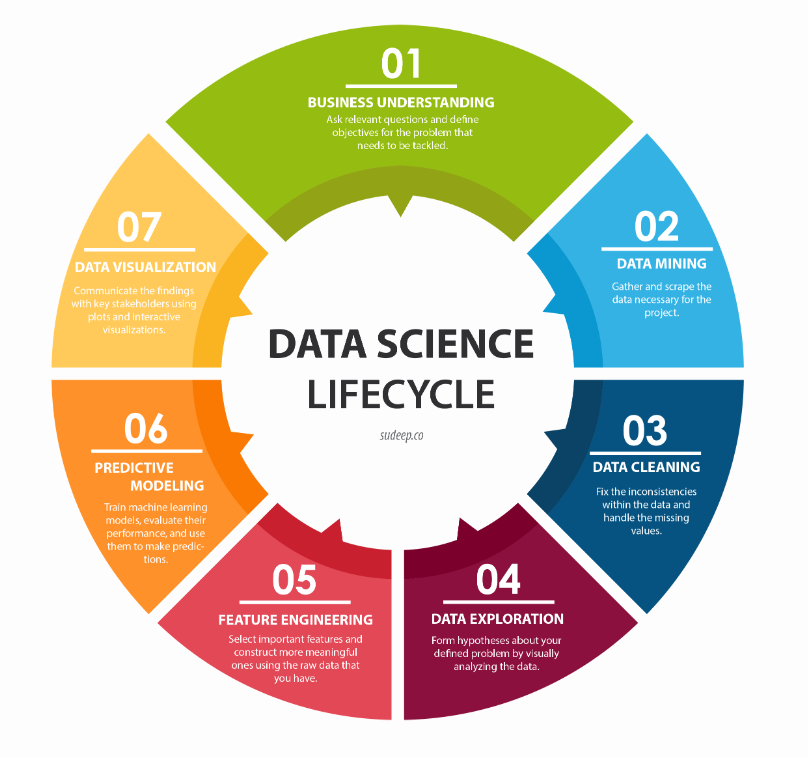 01
BUSINESS UNDERSTANDING
Ask relevant questions and define
objectives for the problem that
needs to be tackled.
02
DATA MINING
Gather and scrape the
data necessary for the
project.
03
DATA CLEANING
Fix the inconsistencies
within the data and
handle the missing
values.
04
DATA EXPLORATION
Form hypotheses about your
defined problem by visually
analyzing the data.
05
FEATURE ENGINEERING
Select important features and
construct more meaningful
ones using the raw data that
you have.
06
PREDICTIVE
MODELING
Train machine learning
models, evaluate their
performance, and use
them to make predic-
tions.
07
DATA VISUALIZATION
Communicate the findings
with key stakeholders using
plots and interactive
visualizations.
DATA SCIENCE
LIFECYCLE
sudeep.co